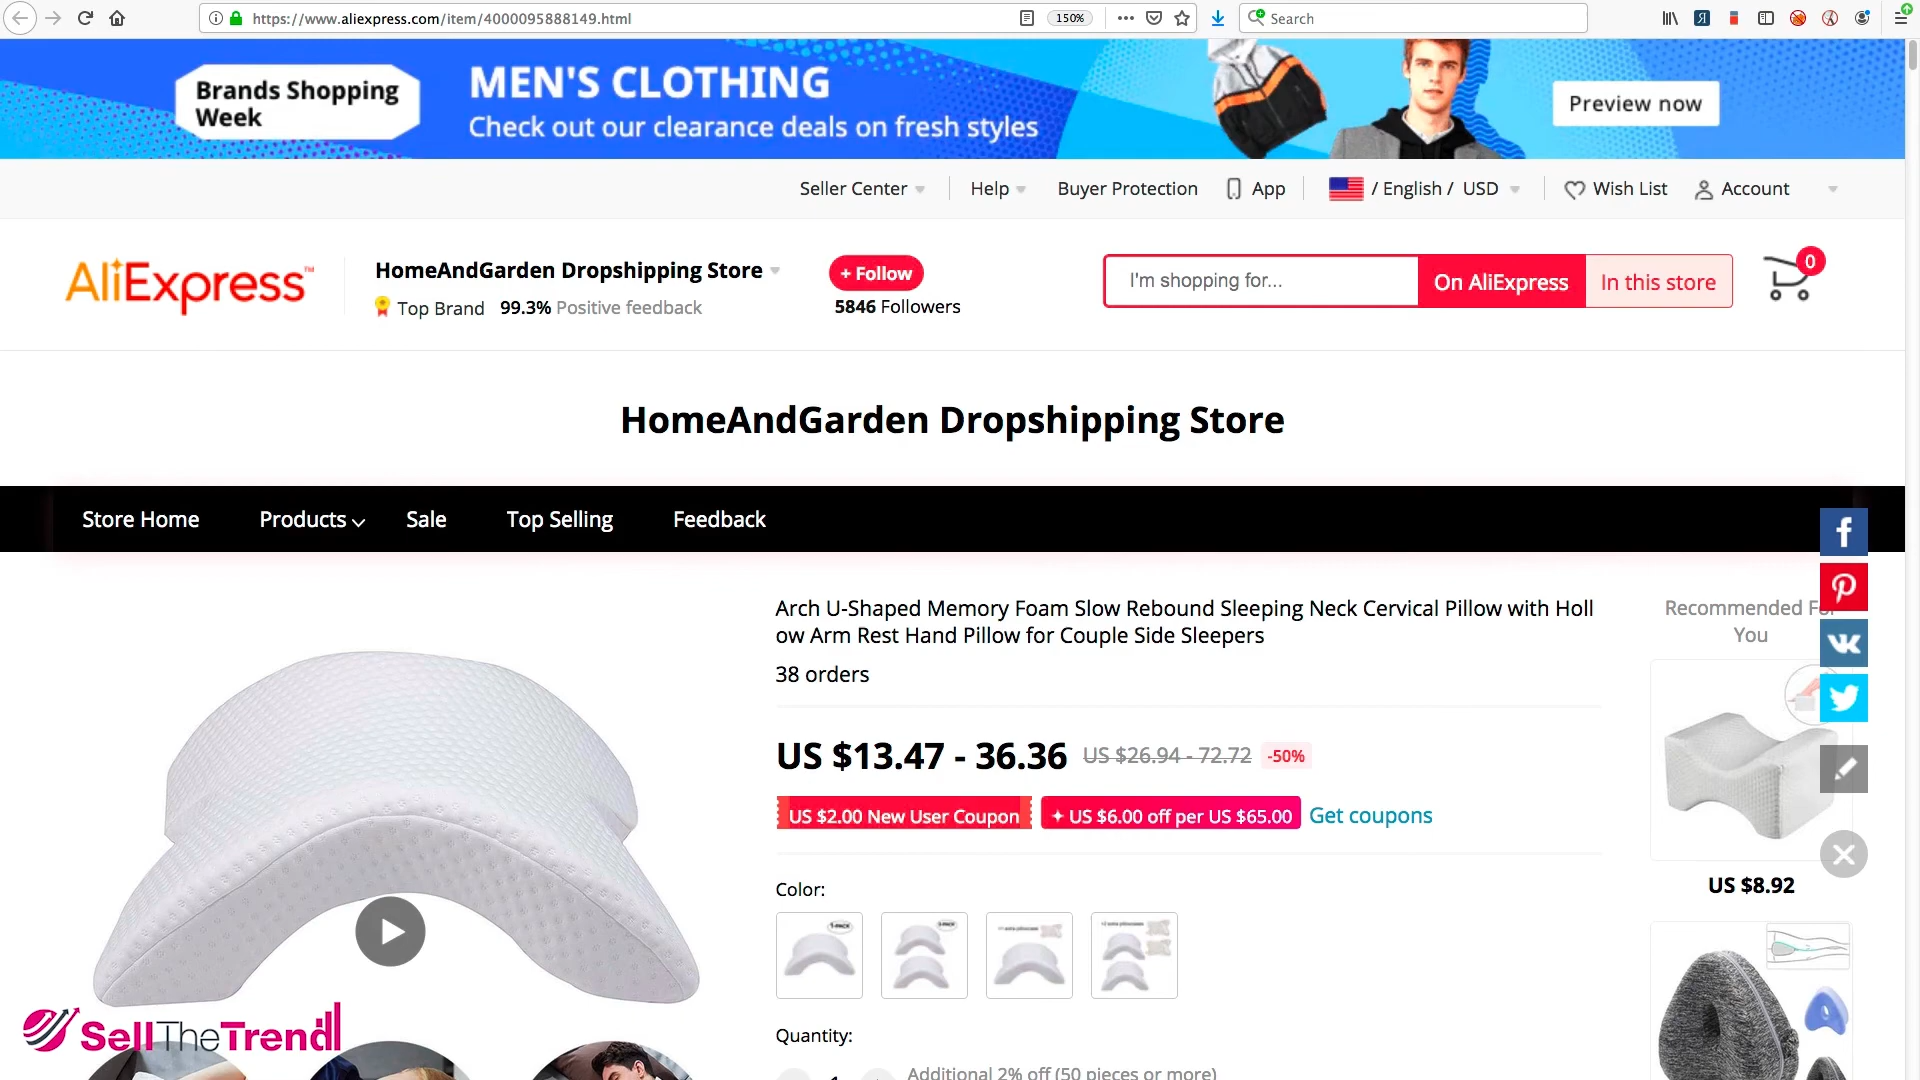 https://www.aliexpress.com/item/4000095888149.html
150%
Search
Brands Shopping
Week
MEN'S CLOTHING
Check out our clearance deals on fresh styles
Preview now
Seller Center
Help
Buyer Protection
App
/ English / USD
Wish List
Account
AliExpress™
HomeAndGarden Dropshipping Store
Top Brand 99.3% Positive feedback
+ Follow
5846 Followers
I'm shopping for...
On AliExpress
In this store
0
HomeAndGarden Dropshipping Store
Store Home
Products
Sale
Top Selling
Feedback
Arch U-Shaped Memory Foam Slow Rebound Sleeping Neck Cervical Pillow with Holl
ow Arm Rest Hand Pillow for Couple Side Sleepers
38 orders
US $13.47 - 36.36 US $26.94 - 72.72 -50%
US $2.00 New User Coupon
US $6.00 off per US $65.00
Get coupons
Color:
1-PACK
Quantity:
1
Additional 2% off (50 pieces or more)
Recommended For
You
US $8.92
SellTheTrend